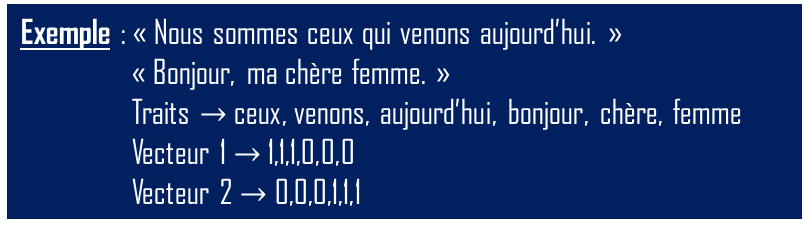 Exemple : « Nous sommes ceux qui venons aujourd'hui. »
« Bonjour, ma chère femme. »
Traits → ceux, venons, aujourd'hui, bonjour, chère, femme
Vecteur 1 → 1,1,1,0,0,0
Vecteur 2 → 0,0,0,1,1,1